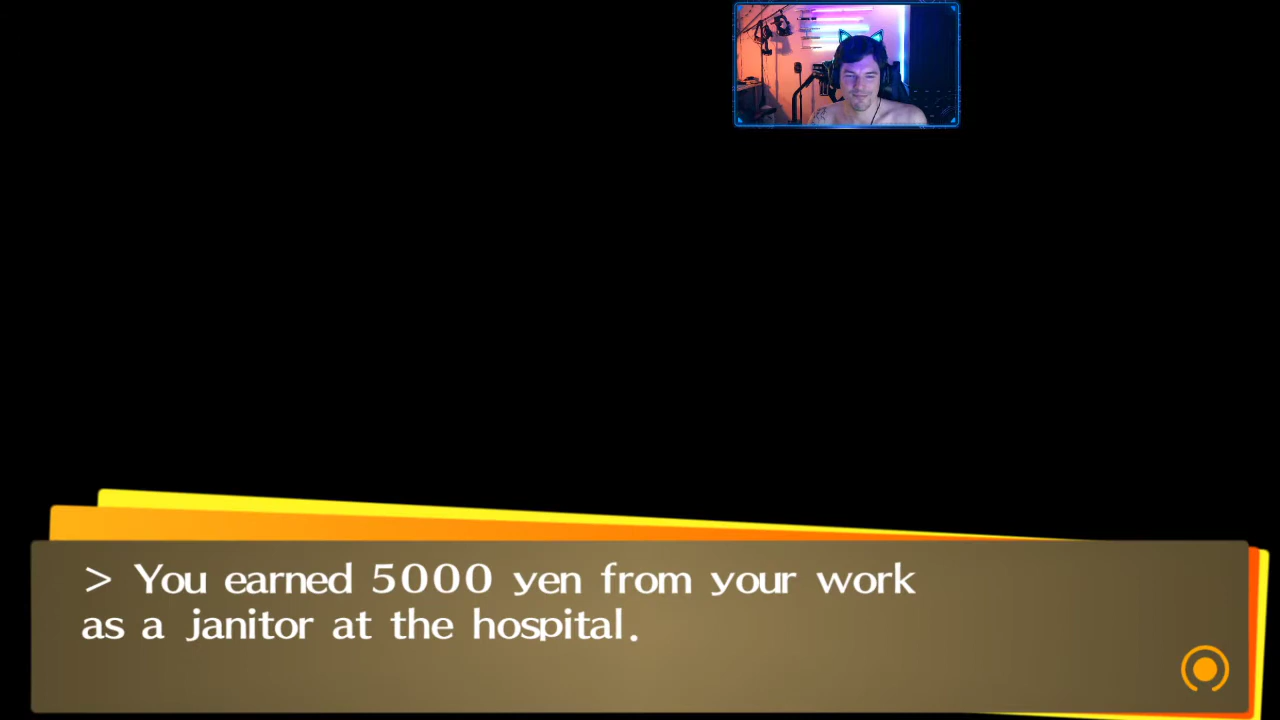 > You earned 5000 yen from your work
as a janitor at the hospital.